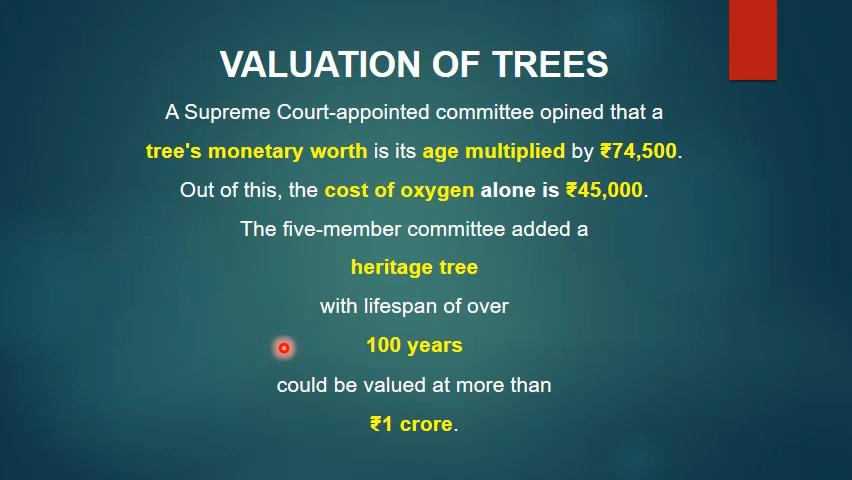 VALUATION OF TREES
A Supreme Court-appointed committee opined that a
tree's monetary worth is its age multiplied by ₹74,500.
Out of this, the cost of oxygen alone is ₹45,000.
The five-member committee added a
heritage tree
with lifespan of over
100 years
could be valued at more than
₹1 crore.